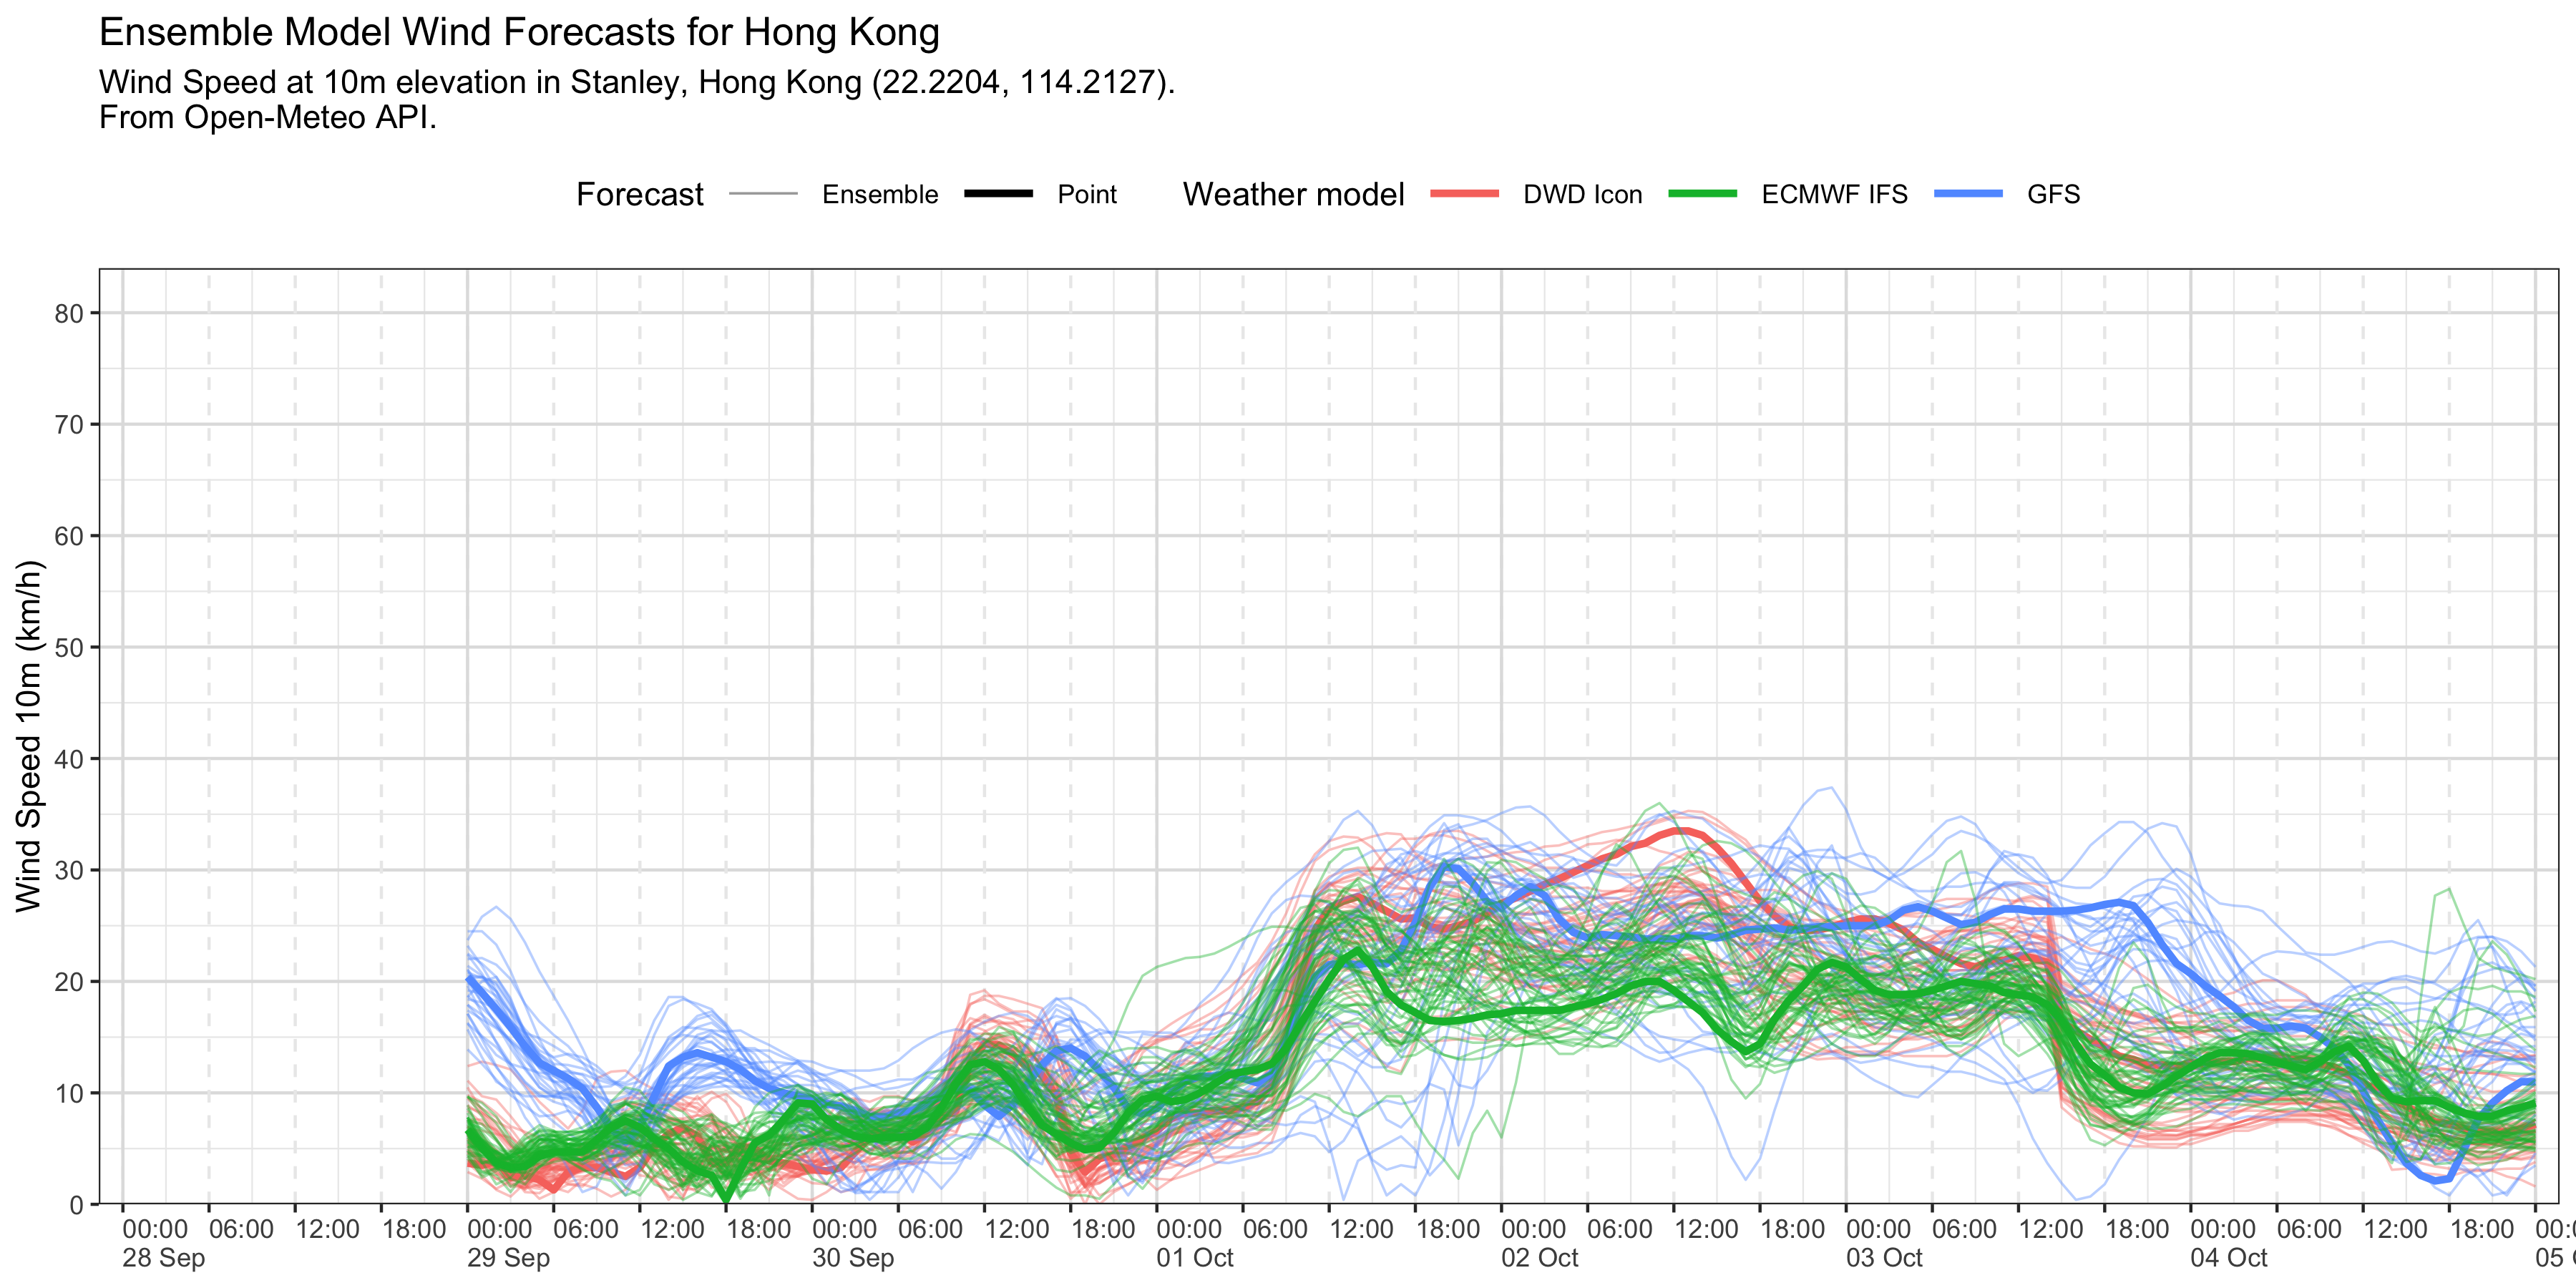 Ensemble Model Wind Forecasts for Hong Kong
Wind Speed at 10m elevation in Stanley, Hong Kong (22.2204, 114.2127).
From Open-Meteo API.
Forecast Ensemble Point Weather model DWD Icon ECMWF IFS GFS
Wind Speed 10m (km/h)
80
70
60
50
40
30
20
10
0
00:00 06:00 12:00 18:00 00:00 06:00 12:00 18:00 00:00 06:00 12:00 18:00 00:00 06:00 12:00 18:00 00:00 06:00 12:00 18:00 00:00 06:00 12:00 18:00 00:00 06:00 12:00 18:00
28 Sep 29 Sep 30 Sep 01 Oct 02 Oct 03 Oct 04 Oct